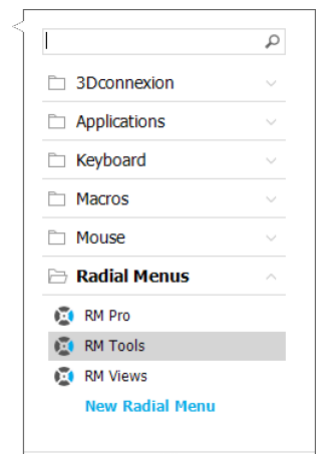 3Dconnexion
Applications
Keyboard
Macros
Mouse
Radial Menus
RM Pro
RM Tools
RM Views
New Radial Menu